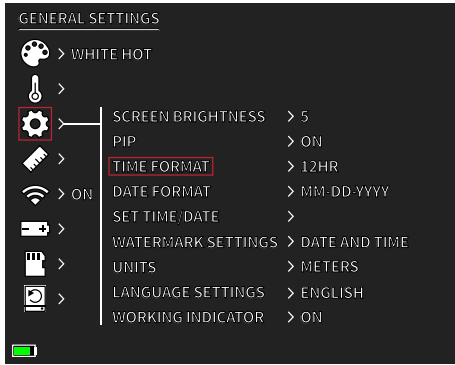 GENERAL SETTINGS
> WHITE HOT
>
>
SCREEN BRIGHTNESS > 5
PIP > ON
TIME FORMAT > 12HR
>
DATE FORMAT > MM-DD-YYYY
> ON
SET TIME/DATE >
>
WATERMARK SETTINGS > DATE AND TIME
>
UNITS > METERS
LANGUAGE SETTINGS > ENGLISH
>
WORKING INDICATOR > ON